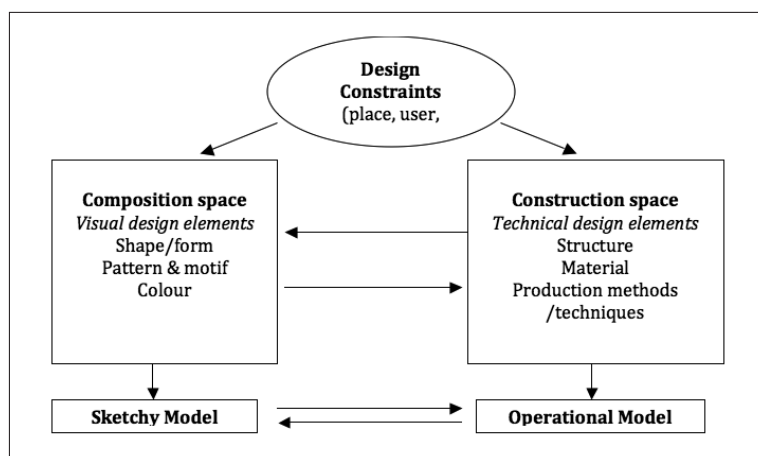 Design
Constraints
(place, user,
Composition space
Visual design elements
Shape/form
Pattern & motif
Colour
Construction space
Technical design elements
Structure
Material
Production methods
/techniques
Sketchy Model
Operational Model